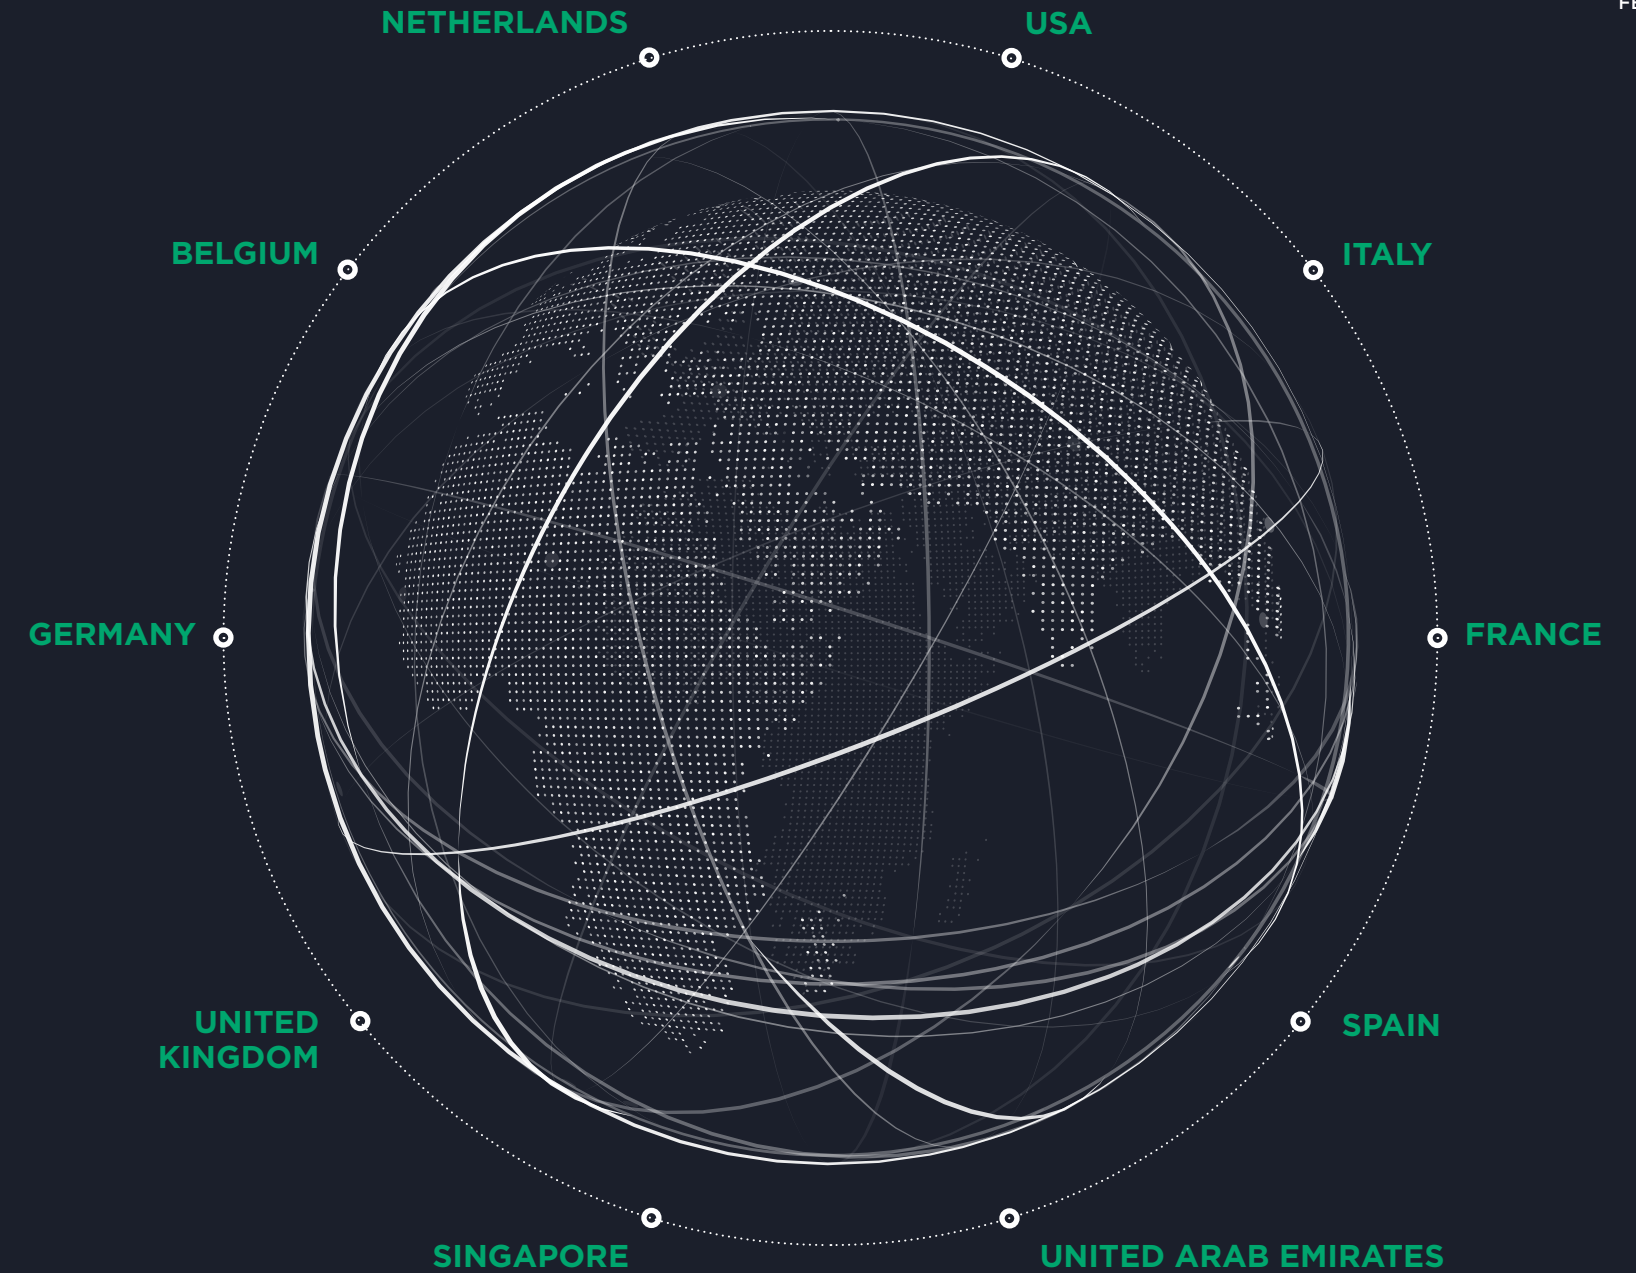 NETHERLANDS
USA
BELGIUM
ITALY
GERMANY
FRANCE
UNITED
KINGDOM
SPAIN
SINGAPORE
UNITED ARAB EMIRATES